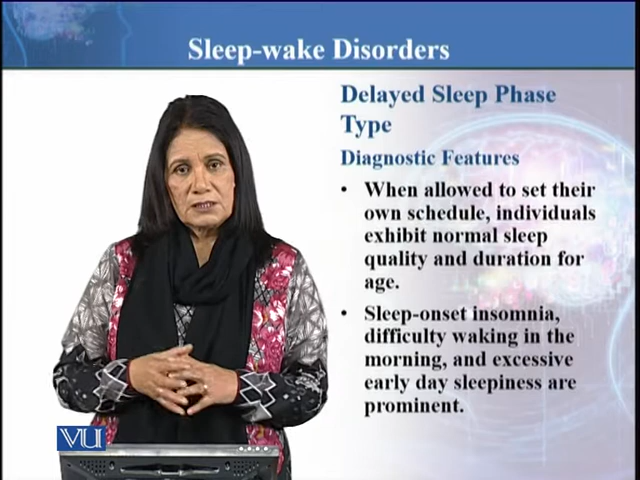 Sleep-wake Disorders
Delayed Sleep Phase
Type
Diagnostic Features
• When allowed to set their
own schedule, individuals
exhibit normal sleep
quality and duration for
age.
• Sleep-onset insomnia,
difficulty waking in the
morning, and excessive
early day sleepiness are
prominent.
VU